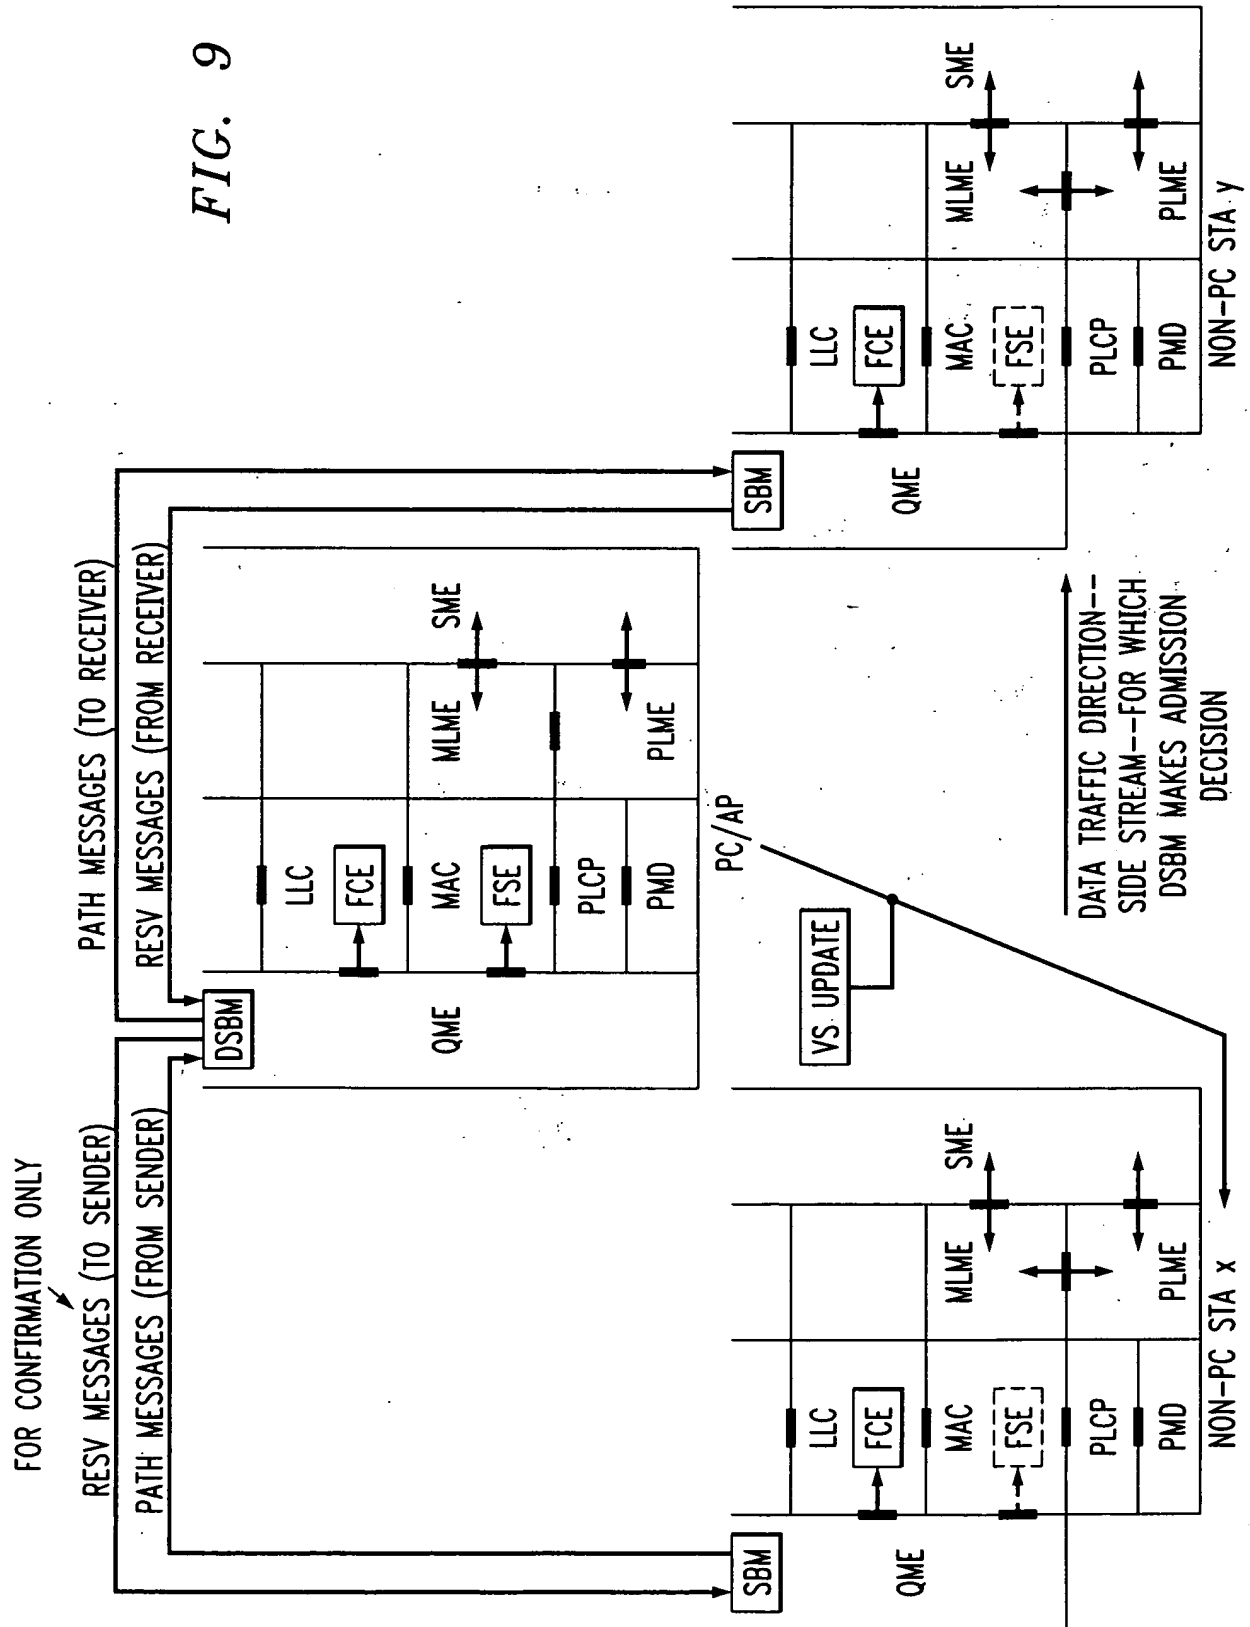 FIG. 9
FOR CONFIRMATION ONLY
RESV MESSAGES (TO SENDER)
PATH MESSAGES (FROM SENDER)
PATH MESSAGES (TO RECEIVER)
RESV MESSAGES (FROM RECEIVER)
DSBM
QME
LLC
FCE
MAC
FSE
PLCP
PMD
MLME
PLME
SME
PC/AP
VS UPDATE
SBM
QME
LLC
FCE
MAC
FSE
PLCP
PMD
MLME
PLME
SME
NON-PC STA x
DATA TRAFFIC DIRECTION--
SIDE STREAM--FOR WHICH
DSBM MAKES ADMISSION
DECISION
SBM
QME
LLC
FCE
MAC
FSE
PLCP
PMD
MLME
PLME
SME
NON-PC STA y